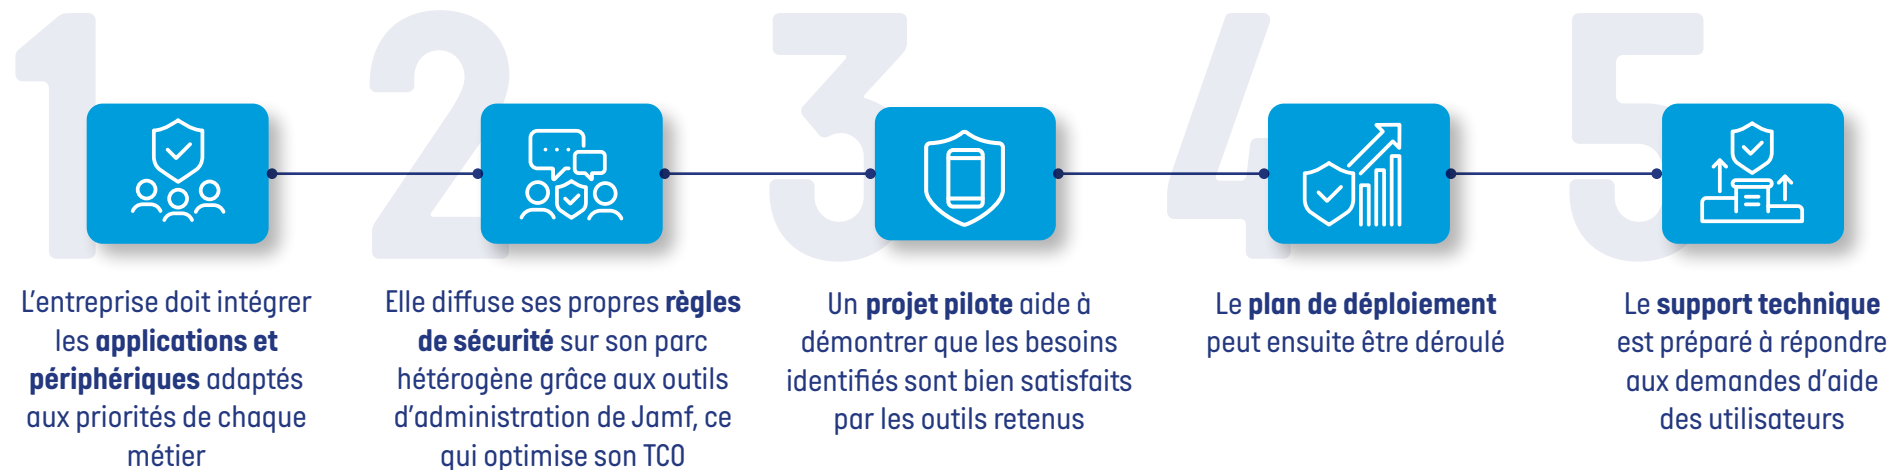 1
L'entreprise doit intégrer
les applications et
périphériques adaptés
aux priorités de chaque
métier
2
Elle diffuse ses propres règles
de sécurité sur son parc
hétérogène grâce aux outils
d'administration de Jamf, ce
qui optimise son TCO
3
Un projet pilote aide à
démontrer que les besoins
identifiés sont bien satisfaits
par les outils retenus
4
Le plan de déploiement
peut ensuite être déroulé
5
Le support technique
est préparé à répondre
aux demandes d'aide
des utilisateurs